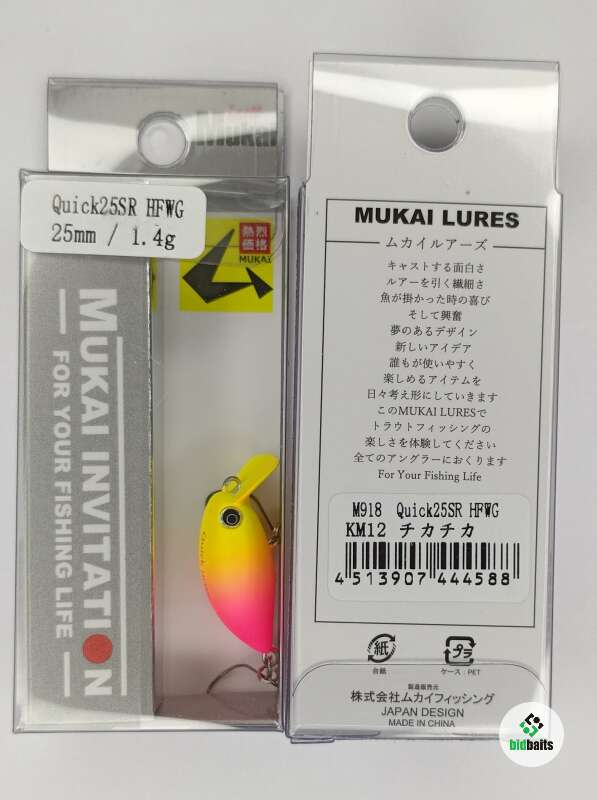 Mukai
Quick25SR HFWG
25mm / 1.4g
熱烈
価格
MUKAI
MUKAI INVITATION
FOR YOUR FISHING LIFE
MUKAI LURES
ムカイルアーズ
キャストする面白さ
ルアーを引く繊細さ
魚が掛かった時の喜び
そして興奮
夢のあるデザイン
新しいアイデア
誰もが使いやすく
楽しめるアイテムを
日々考え形にしていきます
このMUKAI LURESで
トラウトフィッシングの
楽しさを体験してください
全てのアングラーにおくります
For Your Fishing Life
M918 Quick25SR HFWG
KM12 チカチカ
4 513907 444588
紙
台紙
プラ
ケース：PET
製造販売元
株式会社ムカイフィッシング
JAPAN DESIGN
MADE IN CHINA
bidbaits